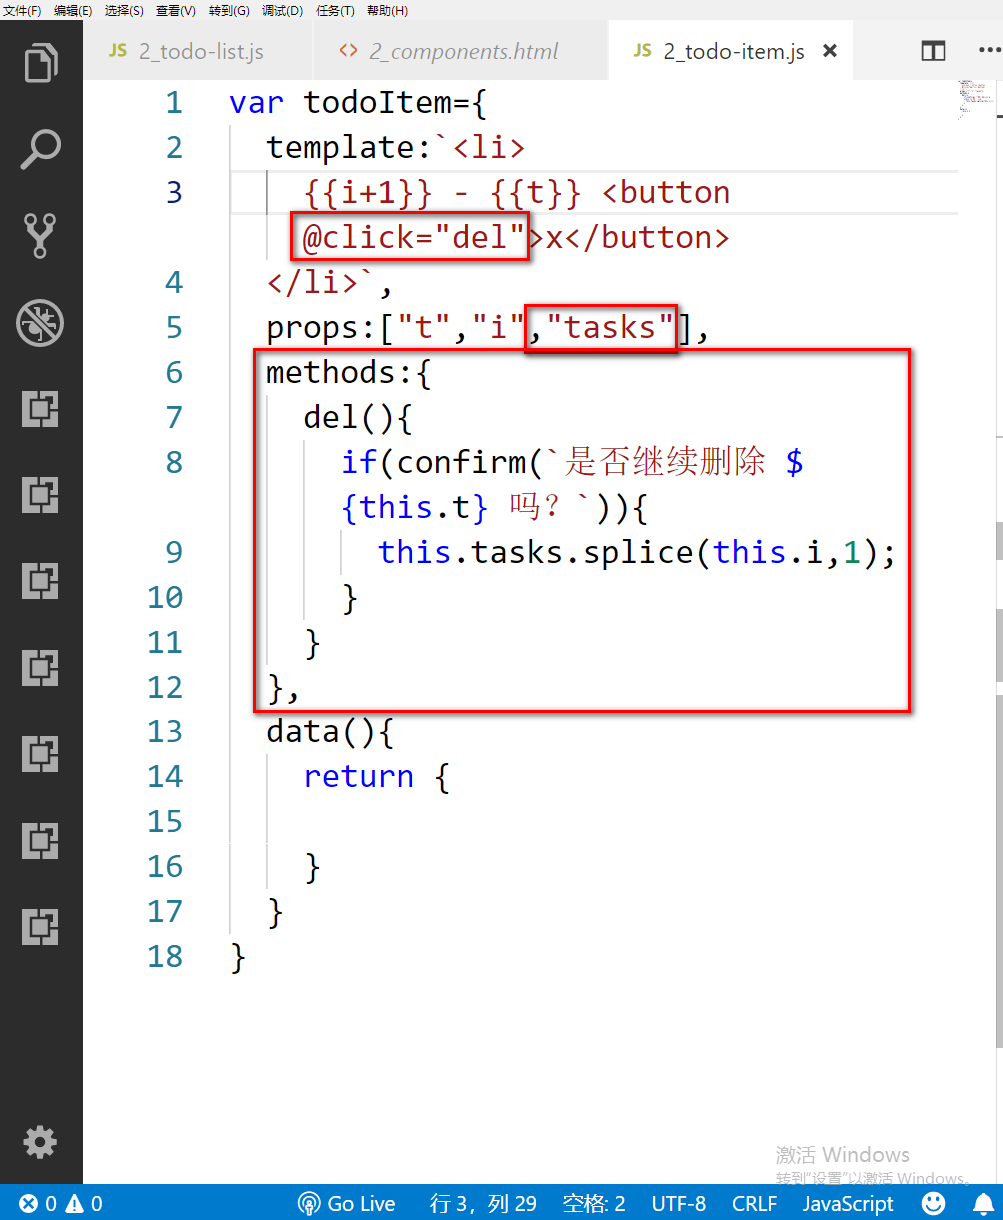 文件(F) 编辑(E) 选择(S) 查看(V) 转到(G) 调试(D) 任务(T) 帮助(H)
JS 2_todo-list.js <> 2_components.html JS 2_todo-item.js ×
1 var todoItem={
2 template:`<li>
3 {{i+1}} - {{t}} <button
@click="del">x</button>
4 </li>`,
5 props:["t","i","tasks"],
6 methods:{
7 del(){
8 if(confirm(`是否继续删除 $
{this.t} 吗？`)){
9 this.tasks.splice(this.i,1);
10 }
11 }
12 },
13 data(){
14 return {
15
16 }
17 }
18 }
激活 Windows
转到"设置"以激活 Windows。
0 0 Go Live 行 3，列 29 空格: 2 UTF-8 CRLF JavaScript